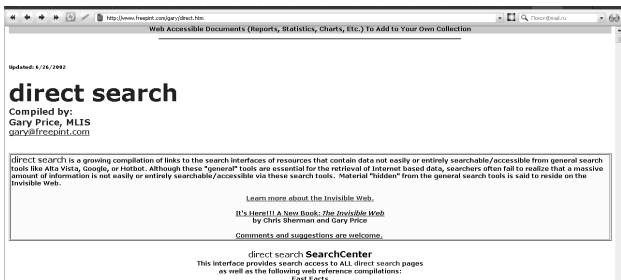 http://www.freepint.com/gary/direct.htm
Поиск@mail.ru
Web Accessible Documents (Reports, Statistics, Charts, Etc.) To Add to Your Own Collection
Updated: 6/26/2002
direct search
Compiled by:
Gary Price, MLIS
gary@freepint.com
direct search is a growing compilation of links to the search interfaces of resources that contain data not easily or entirely searchable/accessible from general search
tools like Alta Vista, Google, or Hotbot. Although these "general" tools are essential for the retrieval of Internet based data, searchers often fail to realize that a massive
amount of information is not easily or entirely searchable/accessible via these search tools. Material "hidden" from the general search tools is said to reside on the
Invisible Web.
Learn more about the Invisible Web.
It's Here!!! A New Book: The Invisible Web
by Chris Sherman and Gary Price
Comments and suggestions are welcome.
direct search SearchCenter
This interface provides search access to ALL direct search pages
as well as the following web reference compilations:
Fast Facts